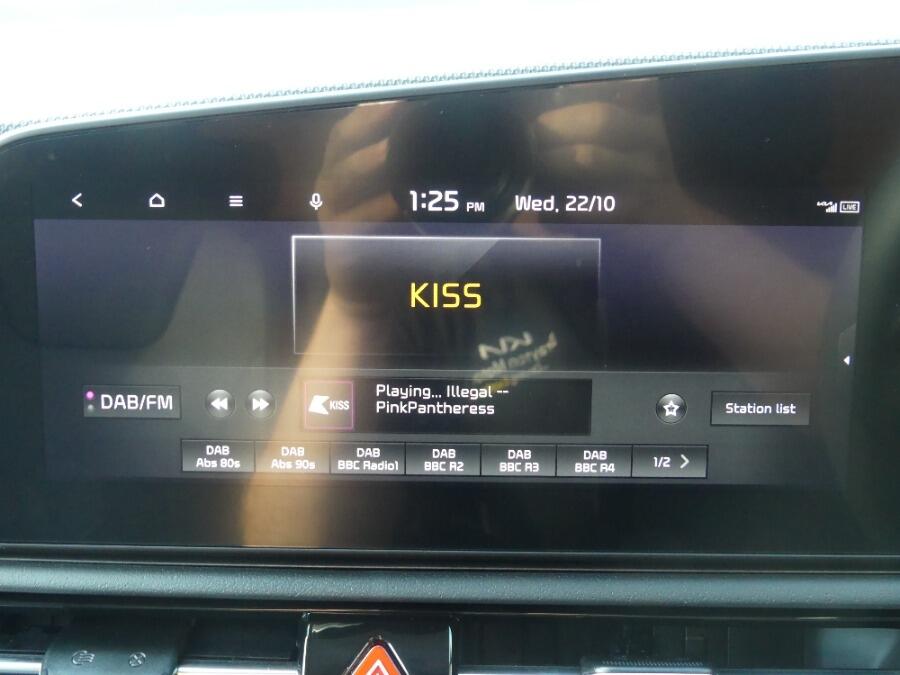 1:25 PM Wed, 22/10 LIVE
KISS
DAB/FM
KISS
Playing... Illegal --
PinkPantheress
Station list
DAB
Abs 80s
DAB
Abs 90s
DAB
BBC Radio1
DAB
BBC R2
DAB
BBC R3
DAB
BBC R4
1/2